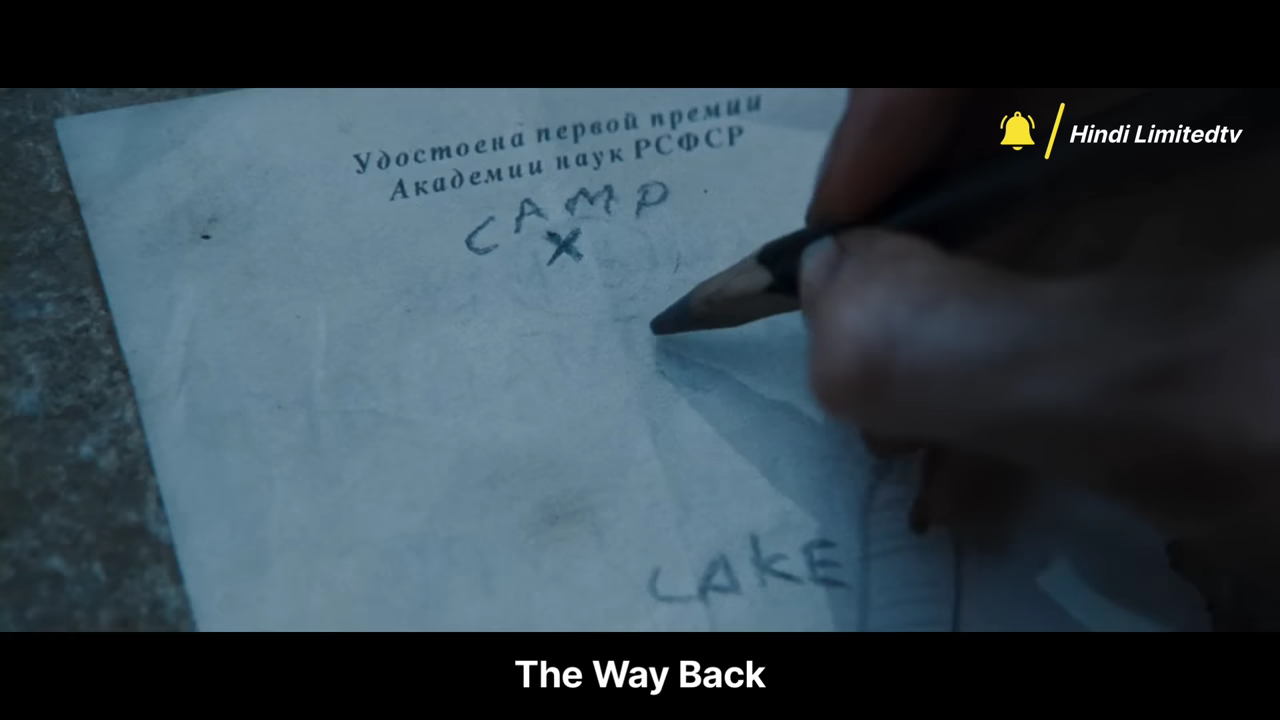 Hindi Limitedtv
Удостоена первой премии
Академии наук РСФСР
CAMP
X
LAKE
The Way Back